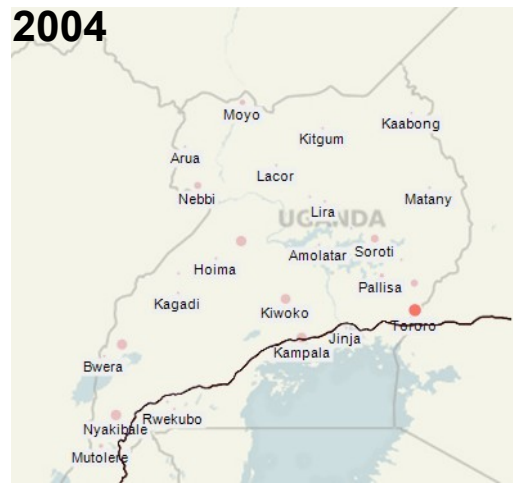 2004
Moyo
Kaabong
Kitgum
Arua
Lacor
Nebbi
Matany
Lira
UGANDA
Amolatar
Soroti
Hoima
Pallisa
Kagadi
Kiwoko
Tororo
Jinja
Kampala
Bwera
Rwekubo
Nyakibale
Mutolere